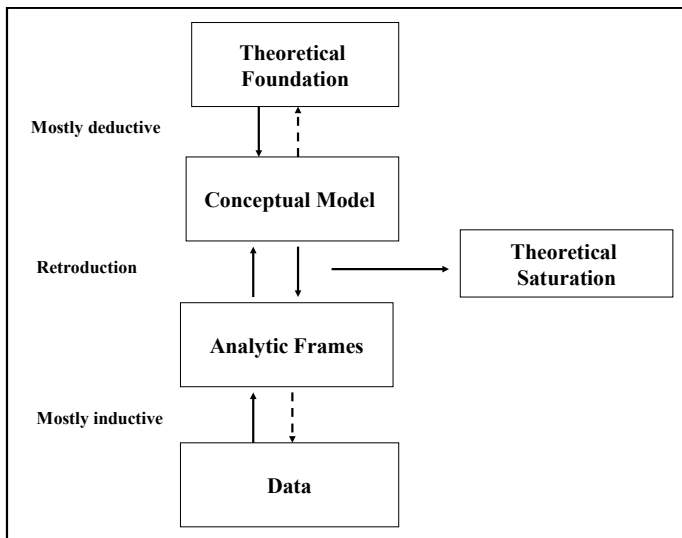 Theoretical
Foundation
Mostly deductive
Conceptual Model
Retroduction
Theoretical
Saturation
Analytic Frames
Mostly inductive
Data